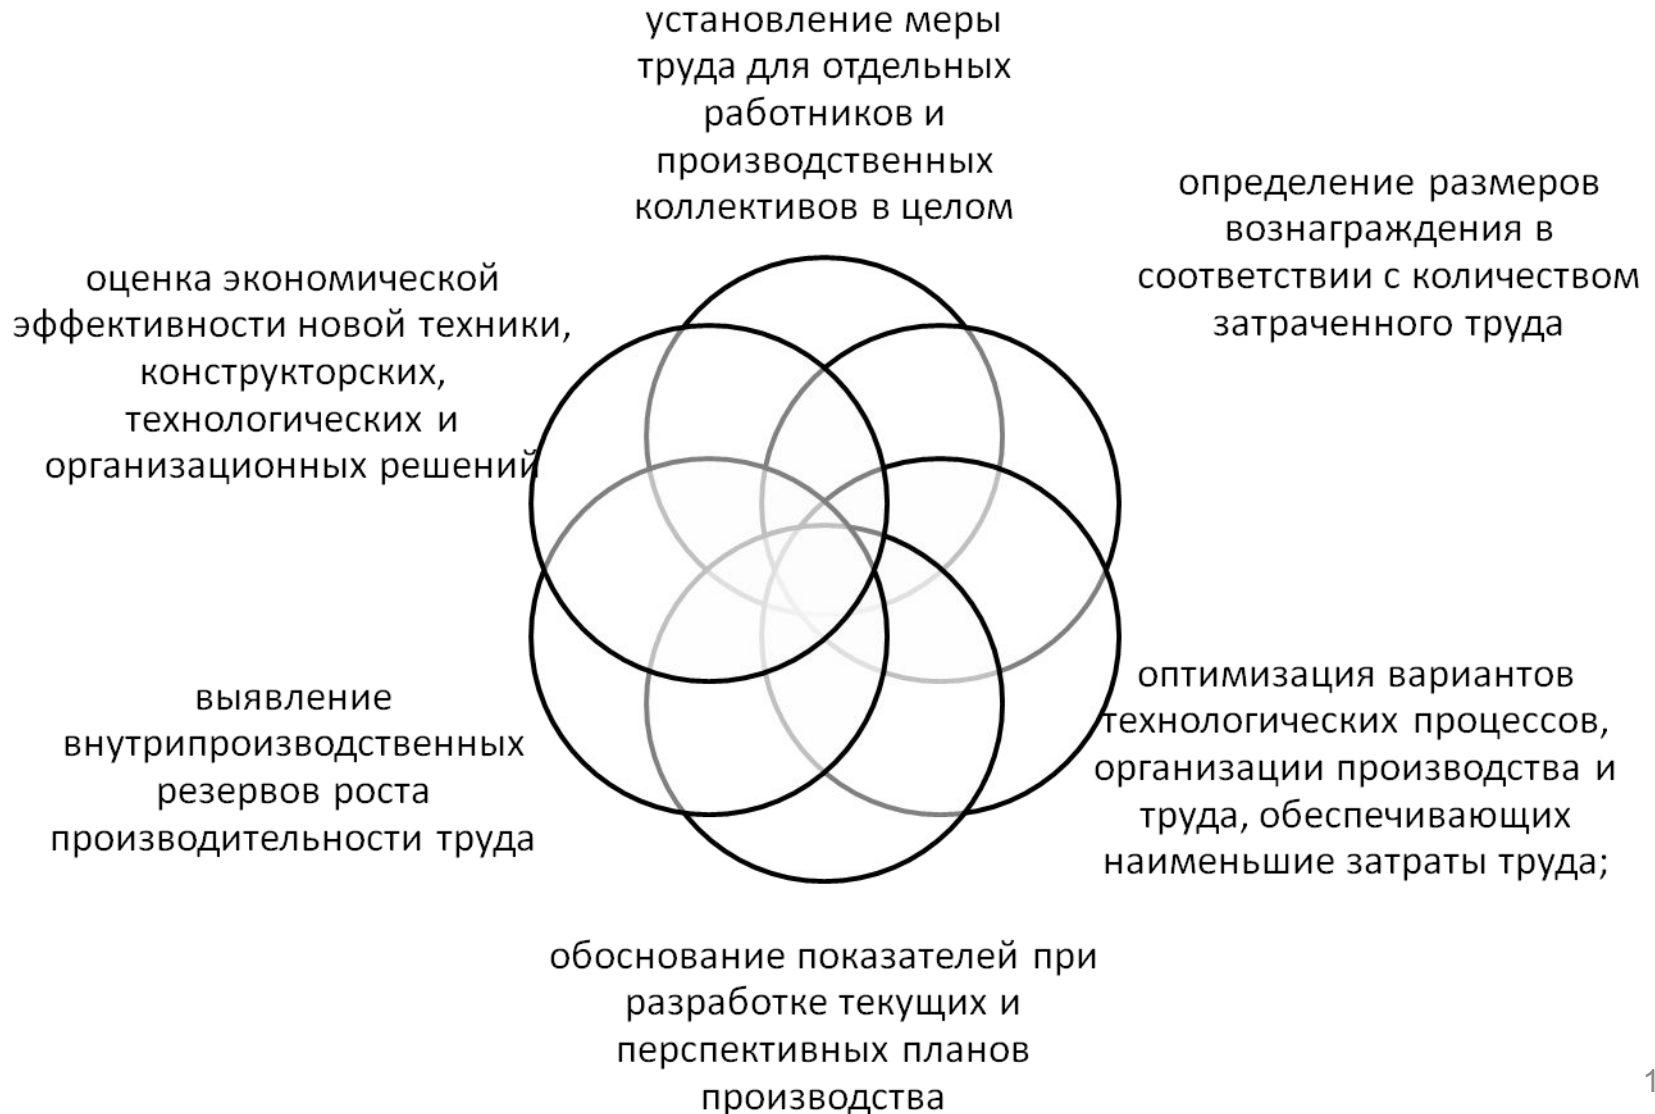 установление меры
труда для отдельных
работников и
производственных
коллективов в целом
определение размеров
вознаграждения в
соответствии с количеством
затраченного труда
оптимизация вариантов
технологических процессов,
организации производства и
труда, обеспечивающих
наименьшие затраты труда;
обоснование показателей при
разработке текущих и
перспективных планов
производства
выявление
внутрипроизводственных
резервов роста
производительности труда
оценка экономической
эффективности новой техники,
конструкторских,
технологических и
организационных решений
1